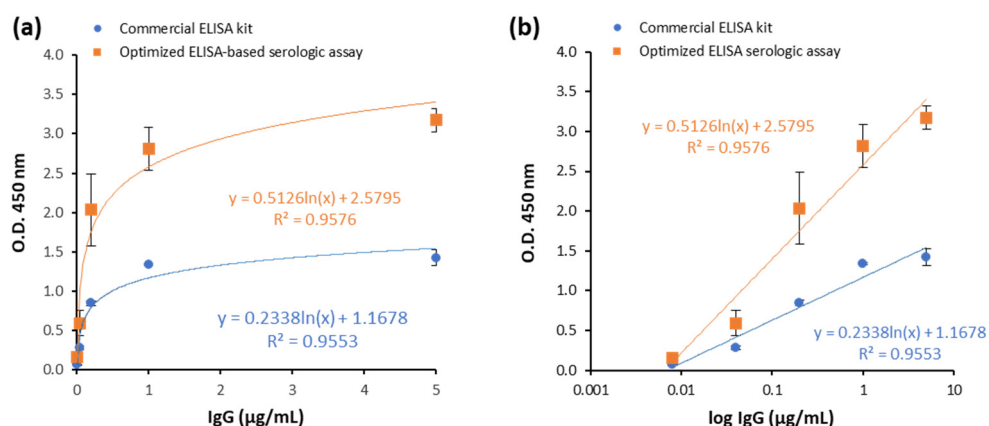 (a)
Commercial ELISA kit
Optimized ELISA-based serologic assay
4.0
3.5
3.0
2.5
2.0
1.5
1.0
0.5
0.0
O.D. 450 nm
y = 0.5126ln(x) + 2.5795
R² = 0.9576
y = 0.2338ln(x) + 1.1678
R² = 0.9553
0 1 2 3 4 5
IgG (µg/mL)
(b)
Commercial ELISA kit
Optimized ELISA serologic assay
4.0
3.5
3.0
2.5
2.0
1.5
1.0
0.5
0.0
O.D. 450 nm
y = 0.5126ln(x) + 2.5795
R² = 0.9576
y = 0.2338ln(x) + 1.1678
R² = 0.9553
0.001 0.01 0.1 1 10
log IgG (µg/mL)